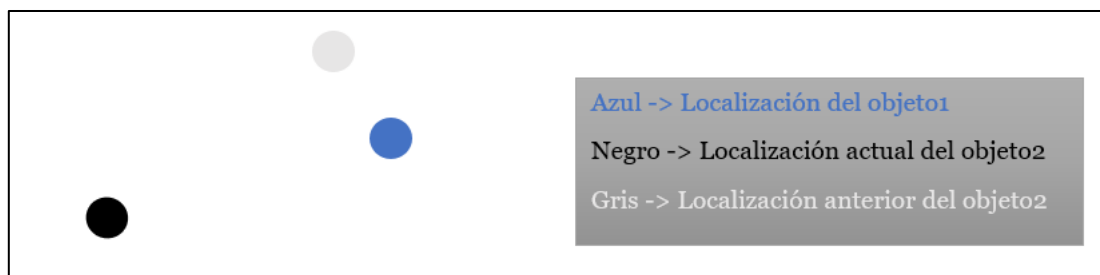 Azul -> Localización del objeto1
Negro -> Localización actual del objeto2
Gris -> Localización anterior del objeto2